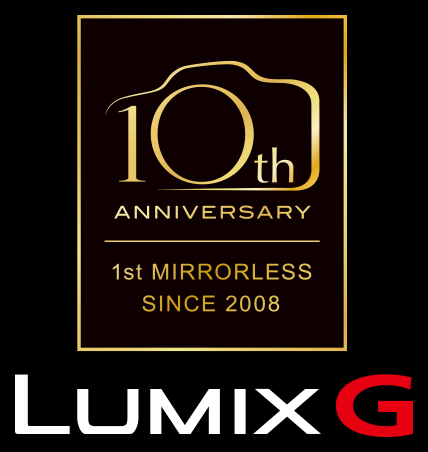 10th
ANNIVERSARY
1st MIRRORLESS
SINCE 2008
LUMIX G